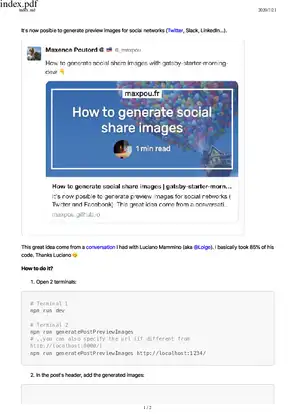 index.pdf
index.md
2020/5/21
It's now posible to generate preview images for social networks (Twitter, Slack, LinkedIn...).
Maxence Poutord
@_maxpou
How to generate social share images with gatsby-starter-morning-
dew
maxpou.fr
How to generate social
share images
1 min read
How to generate social share images | gatsby-starter-morn...
It's now posible to generate preview images for social networks (
Twitter and Facebook). This great idea come from a conversati...
maxpou.github.io
This great idea come from a conversation I had with Luciano Mammino (aka @Loige). I basically took 85% of his
code. Thanks Luciano
How to do it?
1. Open 2 terminals:
# Terminal 1
npm run dev
# Terminal 2
npm run generatePostPreviewImages
# ..you can also specify the url (if different from
http://localhost:8000/)
npm run generatePostPreviewImages http://localhost:1234/
2. In the post's header, add the generated images:
1 / 2